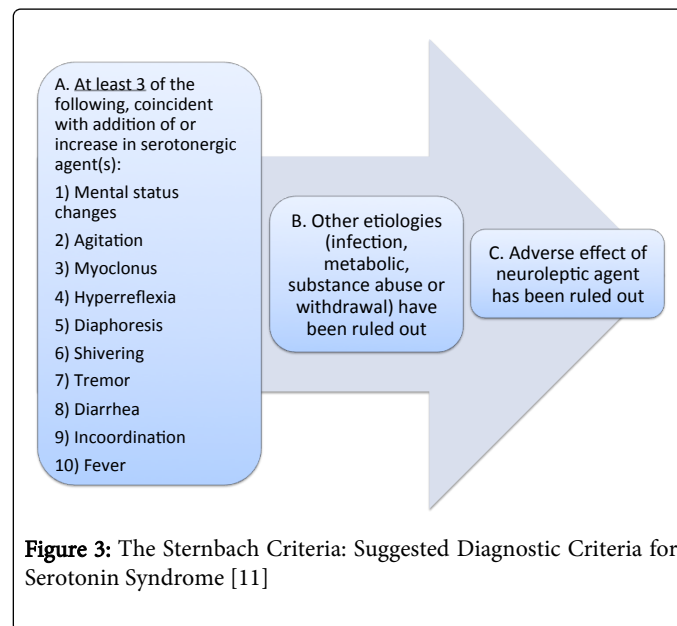 A. At least 3 of the
following, coincident
with addition of or
increase in serotonergic
agent(s):
1) Mental status
changes
2) Agitation
3) Myoclonus
4) Hyperreflexia
5) Diaphoresis
6) Shivering
7) Tremor
8) Diarrhea
9) Incoordination
10) Fever
B. Other etiologies
(infection,
metabolic,
substance abuse or
withdrawal) have
been ruled out
C. Adverse effect of
neuroleptic agent
has been ruled out
Figure 3: The Sternbach Criteria: Suggested Diagnostic Criteria for
Serotonin Syndrome [11]